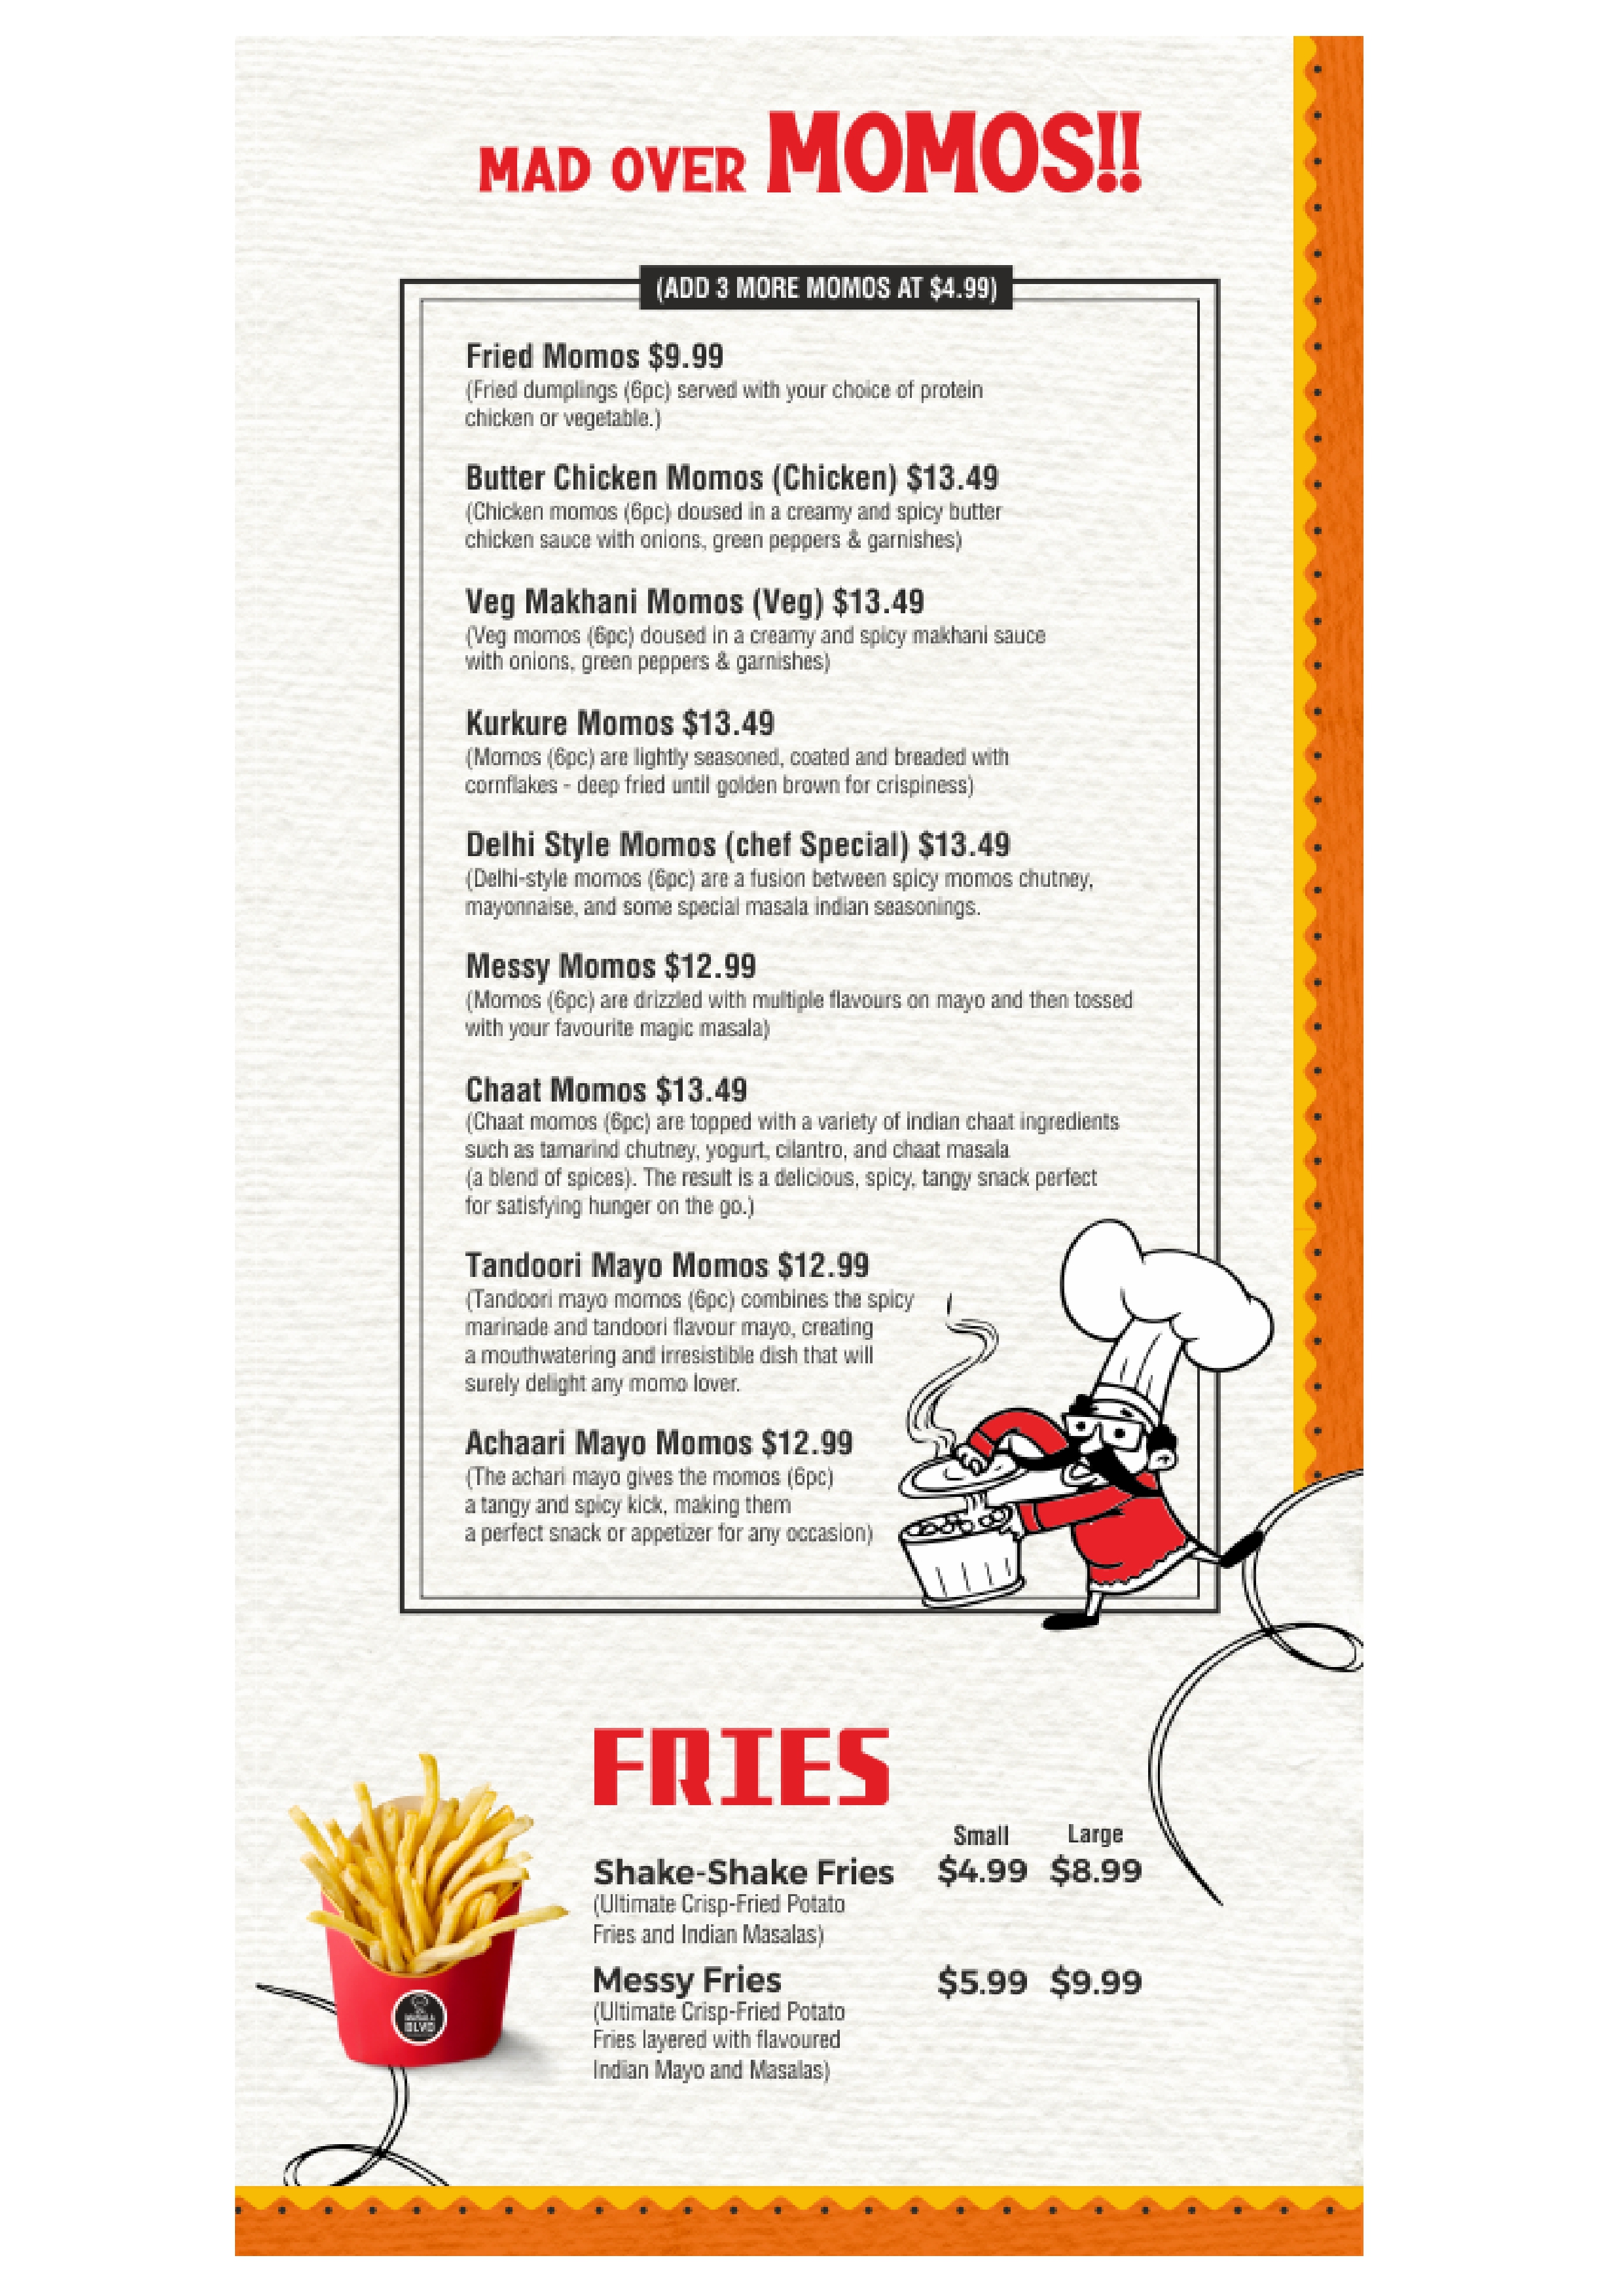 MAD OVER MOMOS!!
(ADD 3 MORE MOMOS AT $4.99)
Fried Momos $9.99
(Fried dumplings (6pc) served with your choice of protein
chicken or vegetable.)
Butter Chicken Momos (Chicken) $13.49
(Chicken momos (6pc) doused in a creamy and spicy butter
chicken sauce with onions, green peppers & garnishes)
Veg Makhani Momos (Veg) $13.49
(Veg momos (6pc) doused in a creamy and spicy makhani sauce
with onions, green peppers & garnishes)
Kurkure Momos $13.49
(Momos (6pc) are lightly seasoned, coated and breaded with
cornflakes - deep fried until golden brown for crispiness)
Delhi Style Momos (chef Special) $13.49
(Delhi-style momos (6pc) are a fusion between spicy momos chutney,
mayonnaise, and some special masala indian seasonings.
Messy Momos $12.99
(Momos (6pc) are drizzled with multiple flavours on mayo and then tossed
with your favourite magic masala)
Chaat Momos $13.49
(Chaat momos (6pc) are topped with a variety of indian chaat ingredients
such as tamarind chutney, yogurt, cilantro, and chaat masala
(a blend of spices). The result is a delicious, spicy, tangy snack perfect
for satisfying hunger on the go.)
Tandoori Mayo Momos $12.99
(Tandoori mayo momos (6pc) combines the spicy
marinade and tandoori flavour mayo, creating
a mouthwatering and irresistible dish that will
surely delight any momo lover.
Achaari Mayo Momos $12.99
(The achari mayo gives the momos (6pc)
a tangy and spicy kick, making them
a perfect snack or appetizer for any occasion)
FRIES
Small Large
Shake-Shake Fries $4.99 $8.99
(Ultimate Crisp-Fried Potato
Fries and Indian Masalas)
Messy Fries $5.99 $9.99
(Ultimate Crisp-Fried Potato
Fries layered with flavoured
Indian Mayo and Masalas)
BLVD